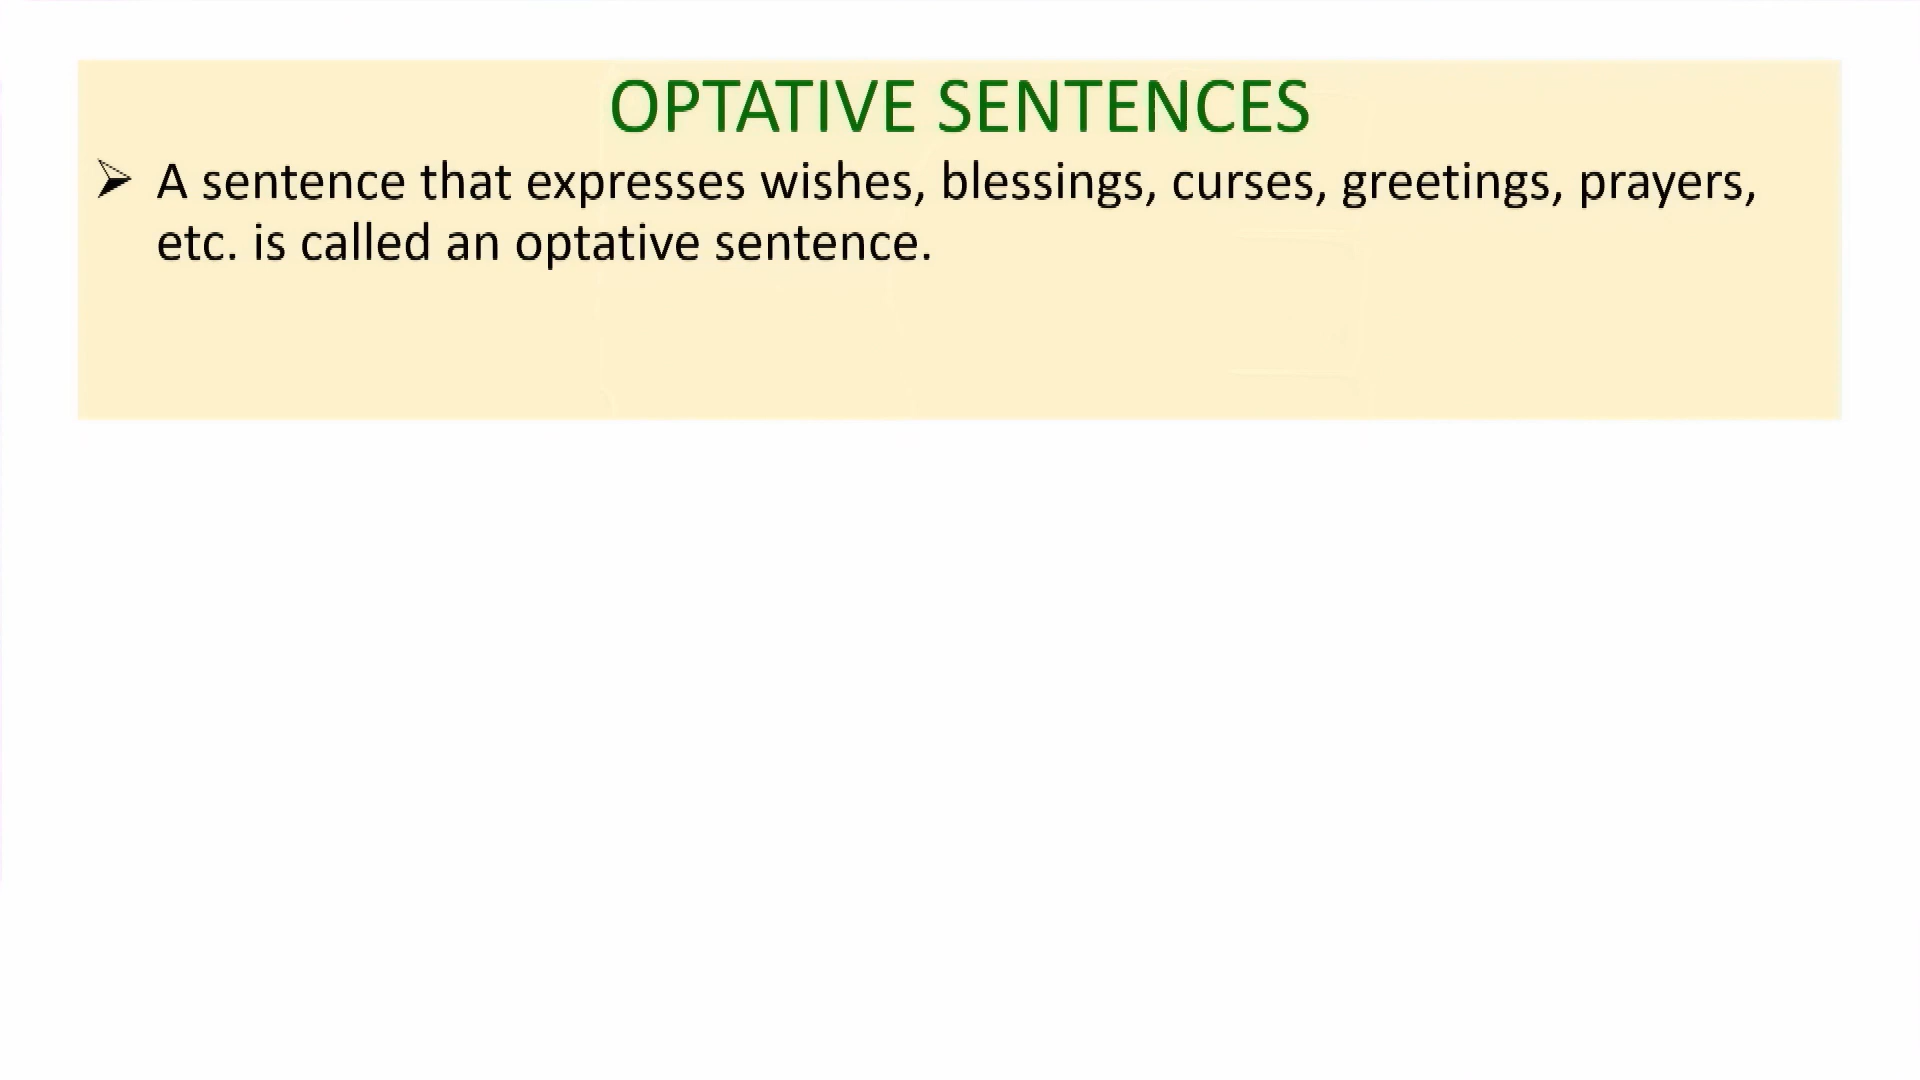 OPTATIVE SENTENCES
➢ A sentence that expresses wishes, blessings, curses, greetings, prayers,
etc. is called an optative sentence.